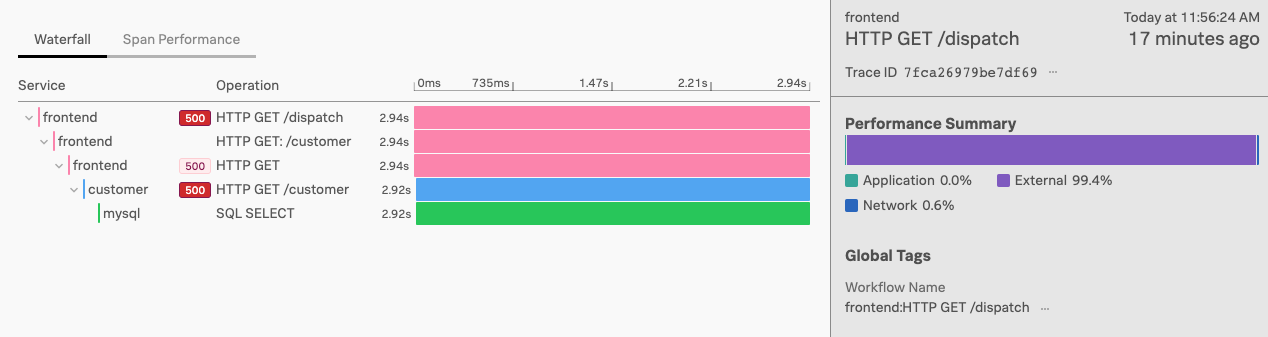 Waterfall Span Performance
Service Operation 0ms 735ms 1.47s 2.21s 2.94s
frontend 500 HTTP GET /dispatch 2.94s
frontend HTTP GET: /customer 2.94s
frontend 500 HTTP GET 2.94s
customer 500 HTTP GET /customer 2.92s
mysql SQL SELECT 2.92s
frontend Today at 11:56:24 AM
HTTP GET /dispatch 17 minutes ago
Trace ID 7fca26979be7df69 ...
Performance Summary
Application 0.0% External 99.4%
Network 0.6%
Global Tags
Workflow Name
frontend:HTTP GET /dispatch ...